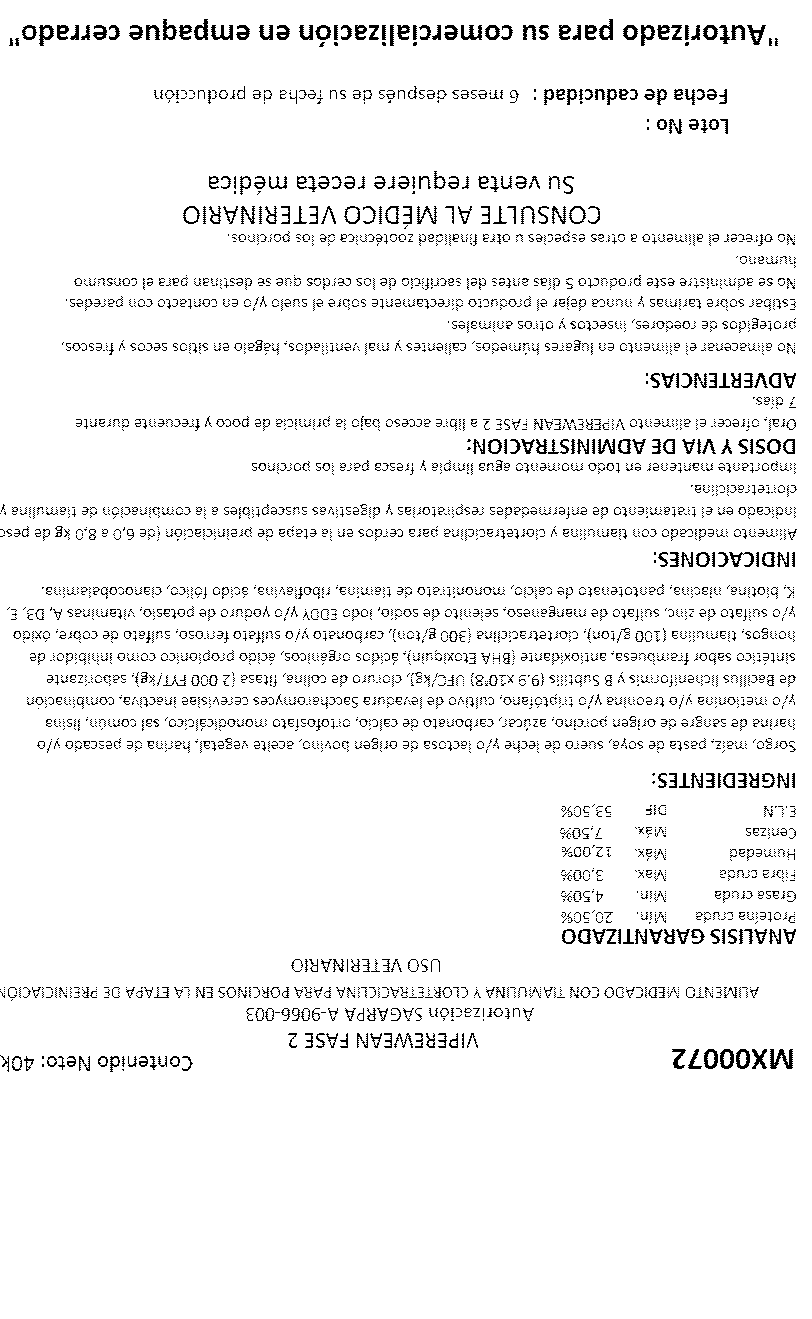 MX00072
Contenido Neto: 40k
VIPEREWEAN FASE 2
Autorización SAGARPA A-9066-003
ALIMENTO MEDICADO CON TIAMULINA Y CLORTETRACICLINA PARA PORCINOS EN LA ETAPA DE PREINICIACIÓN
USO VETERINARIO
ANALISIS GARANTIZADO
Proteína cruda Mín. 20,50%
Grasa cruda Mín. 4,50%
Fibra cruda Max. 3,00%
Humedad Máx. 12,00%
Cenizas Máx. 7,50%
E.L.N DIF 53,50%
INGREDIENTES:
Sorgo, maíz, pasta de soya, suero de leche y/o lactosa de origen bovino, aceite vegetal, harina de pescado y/o
harina de sangre de origen porcino, azúcar, carbonato de calcio, ortofosfato monodicálcico, sal común, lisina
y/o metionina y/o treonina y/o triptófano, cultivo de levadura Saccharomyces cerevisiae inactiva, combinación
de Bacillus licheniformis y B Subtilis (9.9 x10^8) UFC/kg), cloruro de colina, fitasa (2 000 FYT/kg), saborizante
sintético sabor frambuesa, antioxidante (BHA Etoxiquin), ácidos orgánicos, ácido propionico como inhibidor de
hongos, tiamulina (100 g/ton), clortetraciclina (300 g/ton), carbonato y/o sulfato ferroso, sulfato de cobre, óxido
y/o sulfato de zinc, sulfato de manganeso, selenito de sodio, iodo EDDY y/o yoduro de potasio, vitaminas A, D3, E,
K, biotina, niacina, pantotenato de calcio, mononitrato de tiamina, riboflavina, ácido fólico, cianocobalamina.
INDICACIONES:
Alimento medicado con tiamulina y clortetraciclina para cerdos en la etapa de preiniciación (de 6,0 a 8,0 kg de peso
indicado en el tratamiento de enfermedades respiratorias y digestivas susceptibles a la combinación de tiamulina y
clortetraciclina.
Importante mantener en todo momento agua limpia y fresca para los porcinos
DOSIS Y VIA DE ADMINISTRACION:
Oral, ofrecer el alimento VIPEREWEAN FASE 2 a libre acceso bajo la primicia de poco y frecuente durante
7 días.
ADVERTENCIAS:
No almacenar el alimento en lugares húmedos, calientes y mal ventilados, hágalo en sitios secos y frescos,
protegidos de roedores, insectos y otros animales.
Estibar sobre tarimas y nunca dejar el producto directamente sobre el suelo y/o en contacto con paredes.
No se administre este producto 5 días antes del sacrificio de los cerdos que se destinan para el consumo
humano.
No ofrecer el alimento a otras especies u otra finalidad zootécnica de los porcinos.
CONSULTE AL MÉDICO VETERINARIO
Su venta requiere receta médica
Lote No :
Fecha de caducidad : 6 meses después de su fecha de producción
"Autorizado para su comercialización en empaque cerrado"